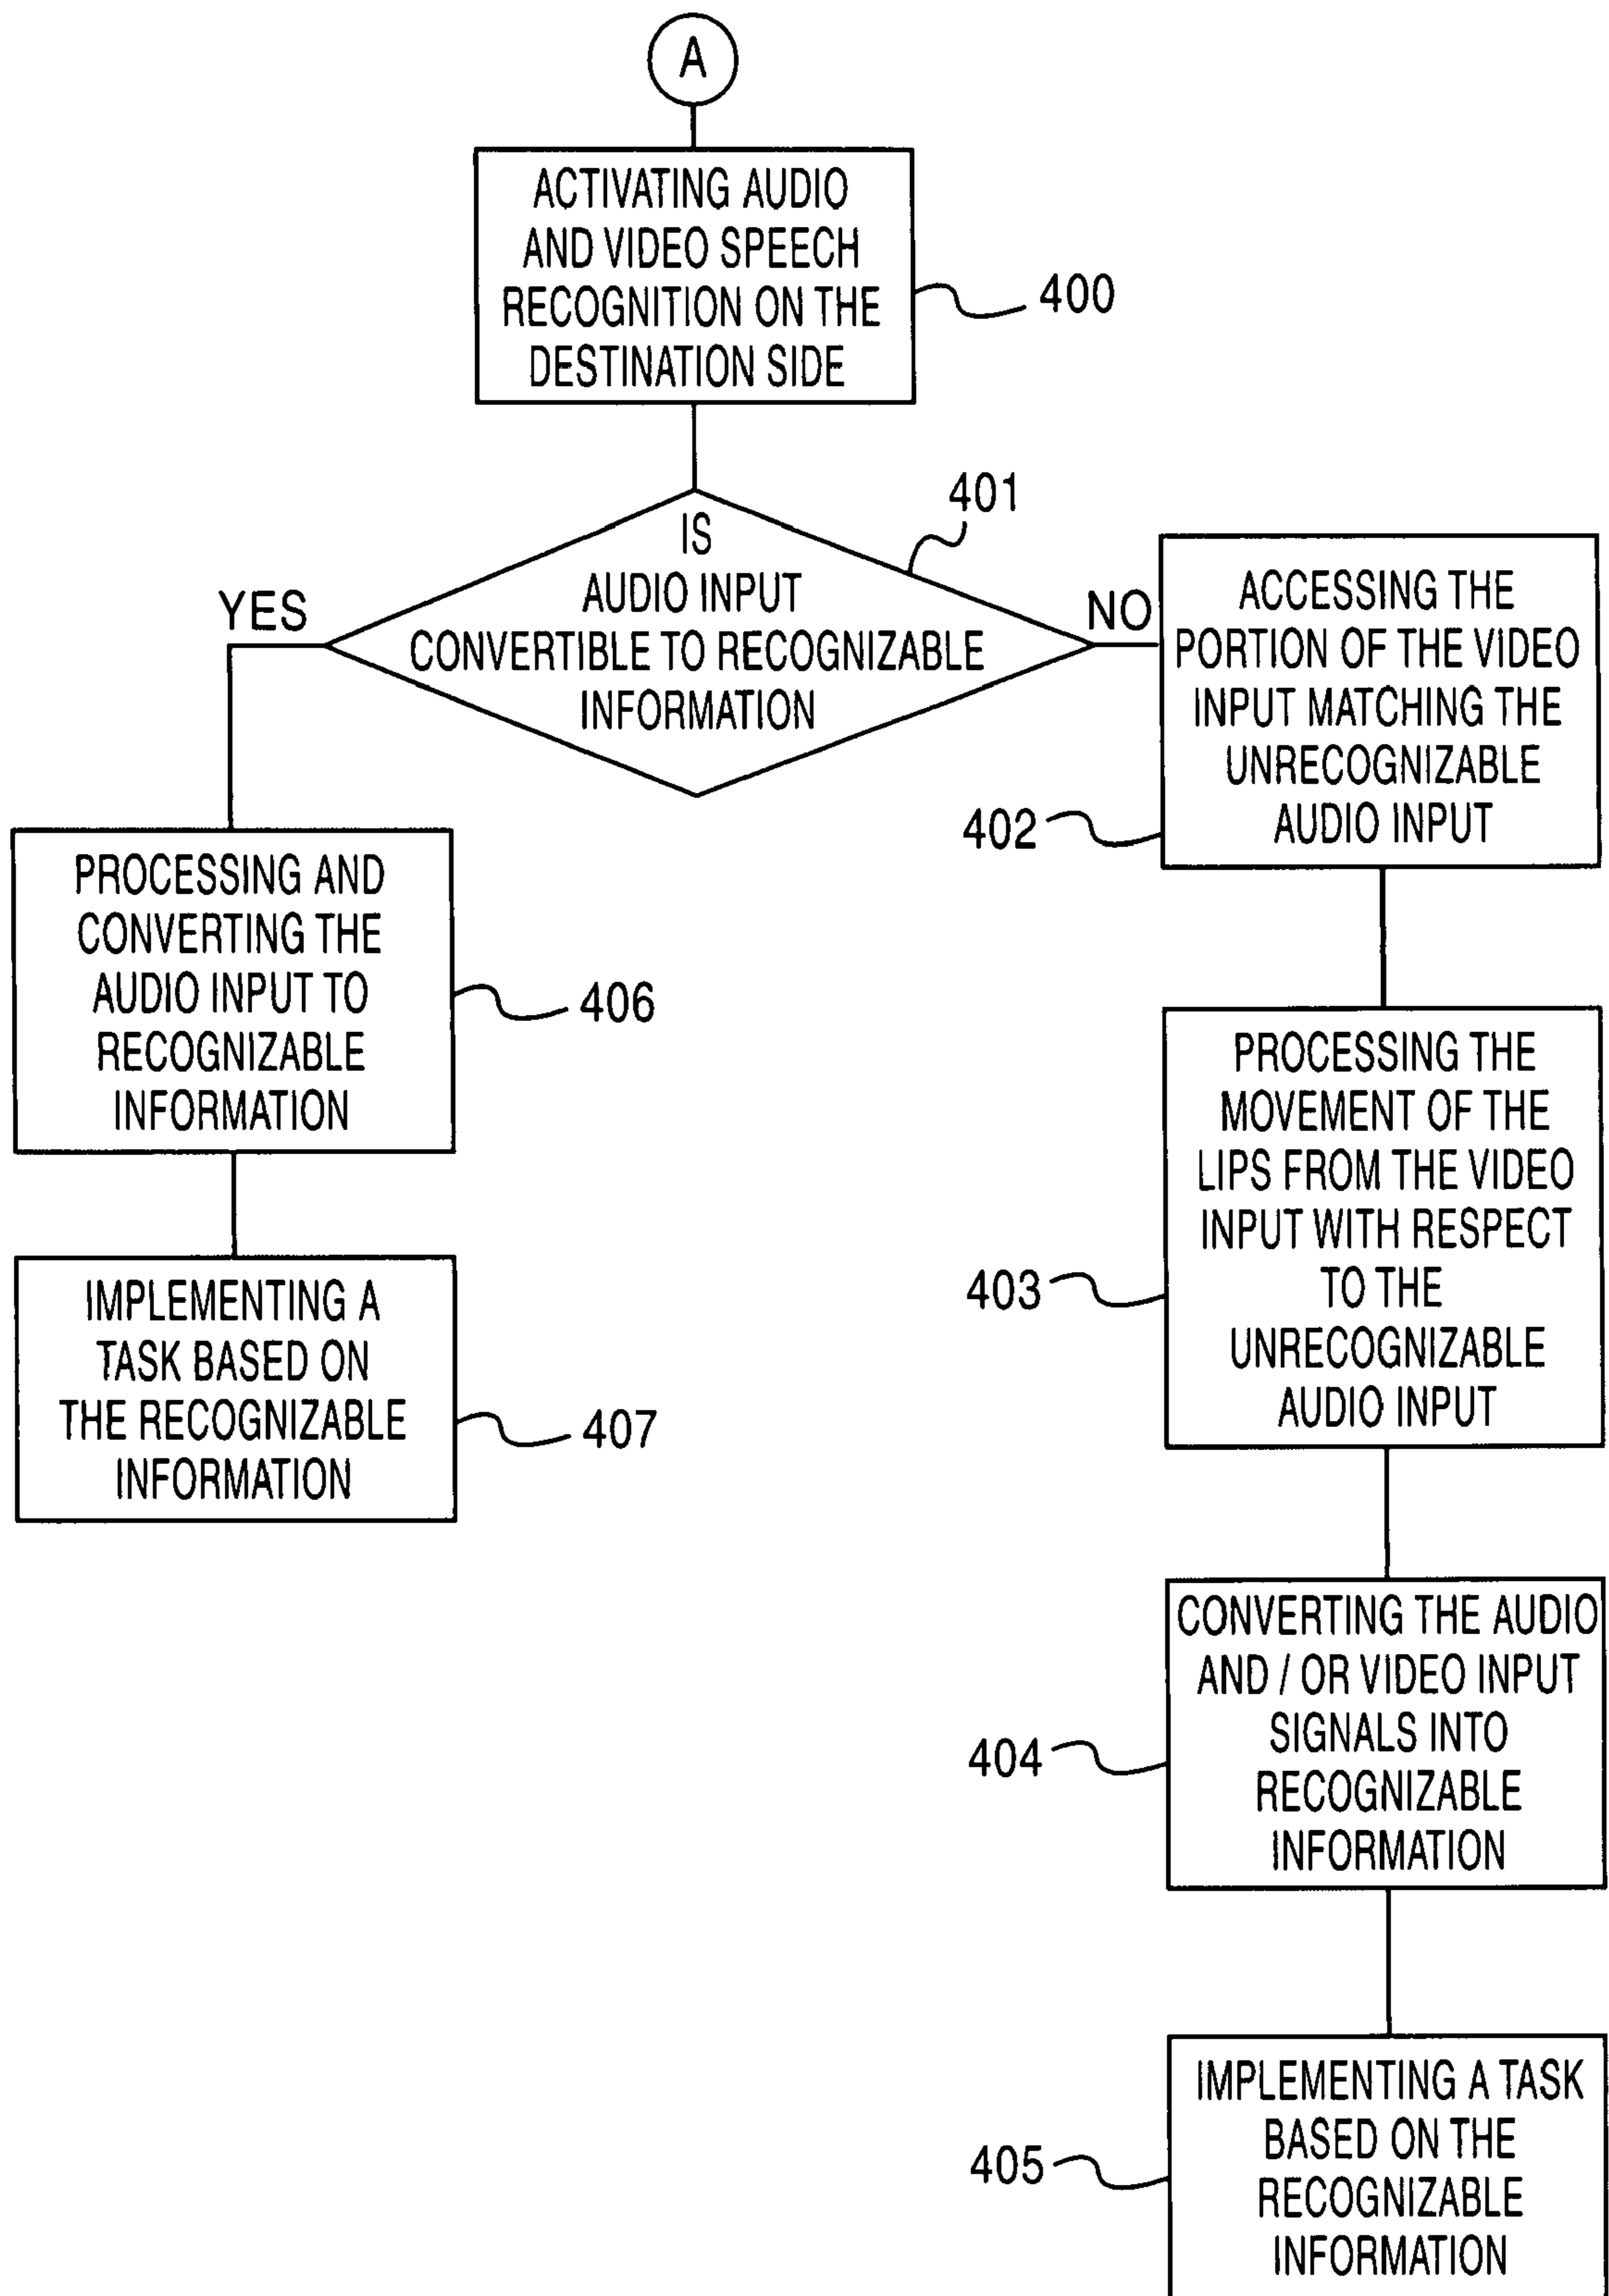 A
ACTIVATING AUDIO
AND VIDEO SPEECH
RECOGNITION ON THE
DESTINATION SIDE
400
401
IS
AUDIO INPUT
CONVERTIBLE TO RECOGNIZABLE
INFORMATION
YES
NO
ACCESSING THE
PORTION OF THE VIDEO
INPUT MATCHING THE
UNRECOGNIZABLE
AUDIO INPUT
402
PROCESSING AND
CONVERTING THE
AUDIO INPUT TO
RECOGNIZABLE
INFORMATION
406
PROCESSING THE
MOVEMENT OF THE
LIPS FROM THE VIDEO
INPUT WITH RESPECT
TO THE
UNRECOGNIZABLE
AUDIO INPUT
403
IMPLEMENTING A
TASK BASED ON
THE RECOGNIZABLE
INFORMATION
407
CONVERTING THE AUDIO
AND / OR VIDEO INPUT
SIGNALS INTO
RECOGNIZABLE
INFORMATION
404
IMPLEMENTING A TASK
BASED ON THE
RECOGNIZABLE
INFORMATION
405